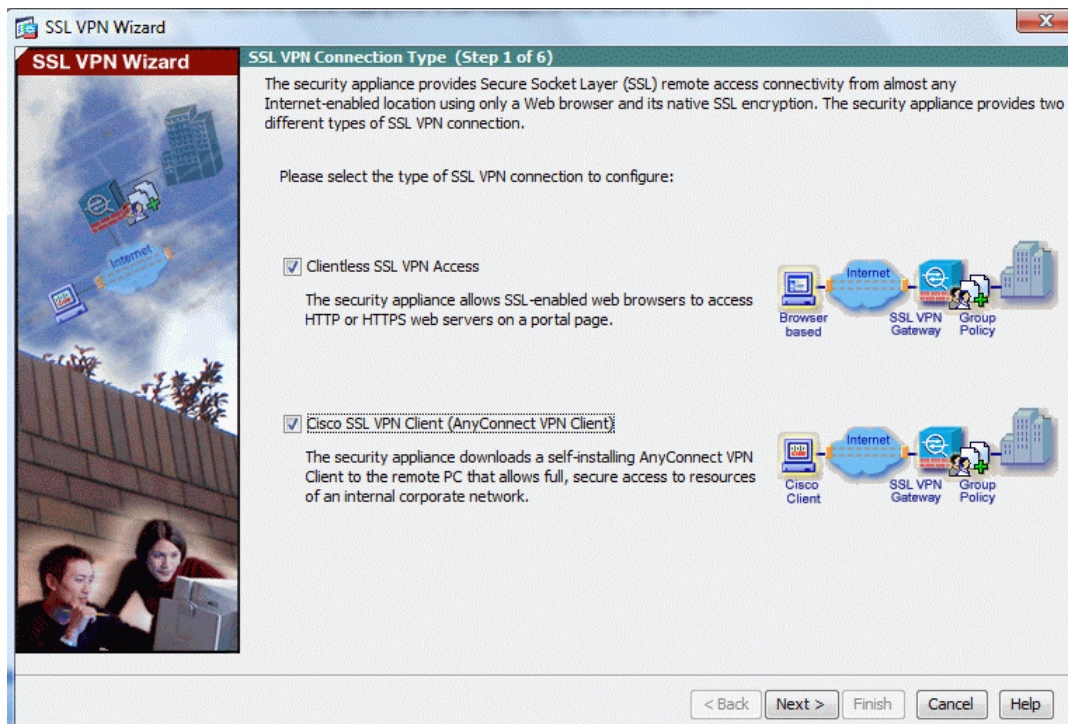 SSL VPN Wizard
SSL VPN Wizard
Internet
SSL VPN Connection Type (Step 1 of 6)
The security appliance provides Secure Socket Layer (SSL) remote access connectivity from almost any
Internet-enabled location using only a Web browser and its native SSL encryption. The security appliance provides two
different types of SSL VPN connection.
Please select the type of SSL VPN connection to configure:
Clientless SSL VPN Access
The security appliance allows SSL-enabled web browsers to access
HTTP or HTTPS web servers on a portal page.
Internet
Browser
based
SSL VPN
Gateway
Group
Policy
Cisco SSL VPN Client (AnyConnect VPN Client)
The security appliance downloads a self-installing AnyConnect VPN
Client to the remote PC that allows full, secure access to resources
of an internal corporate network.
Internet
Cisco
Client
SSL VPN
Gateway
Group
Policy
< Back
Next >
Finish
Cancel
Help